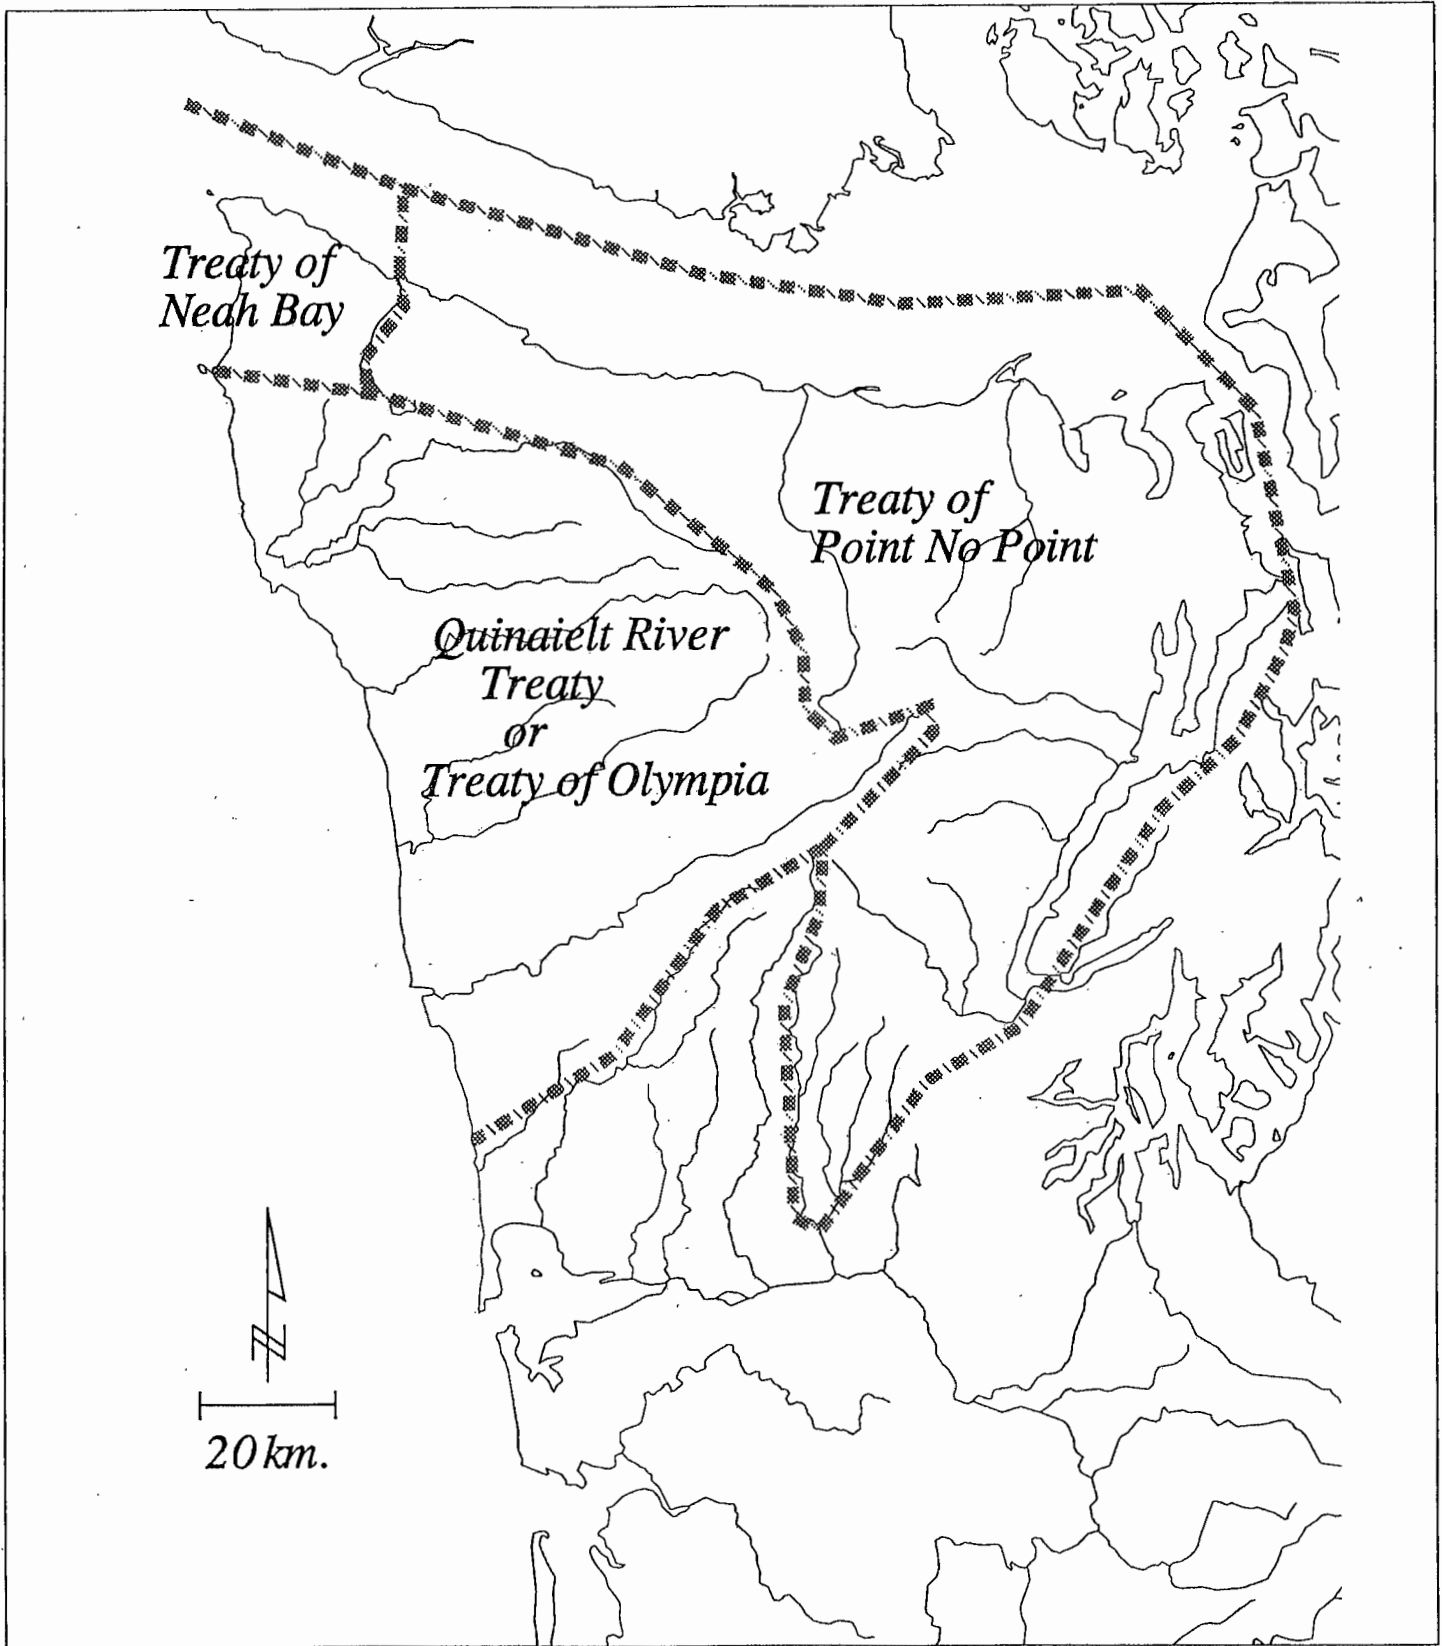 Treaty of
Neah Bay
Treaty of
Point No Point
Quinaielt River
Treaty
or
Treaty of Olympia
N
20 km.